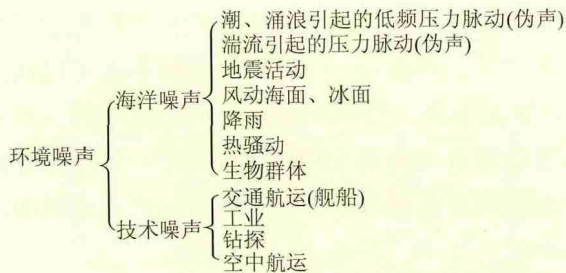 潮、涌浪引起的低频压力脉动(伪声)
湍流引起的压力脉动(伪声)
地震活动
海洋噪声
风动海面、冰面
降雨
热骚动
生物群体
环境噪声
技术噪声
交通航运(舰船)
工业
钻探
空中航运